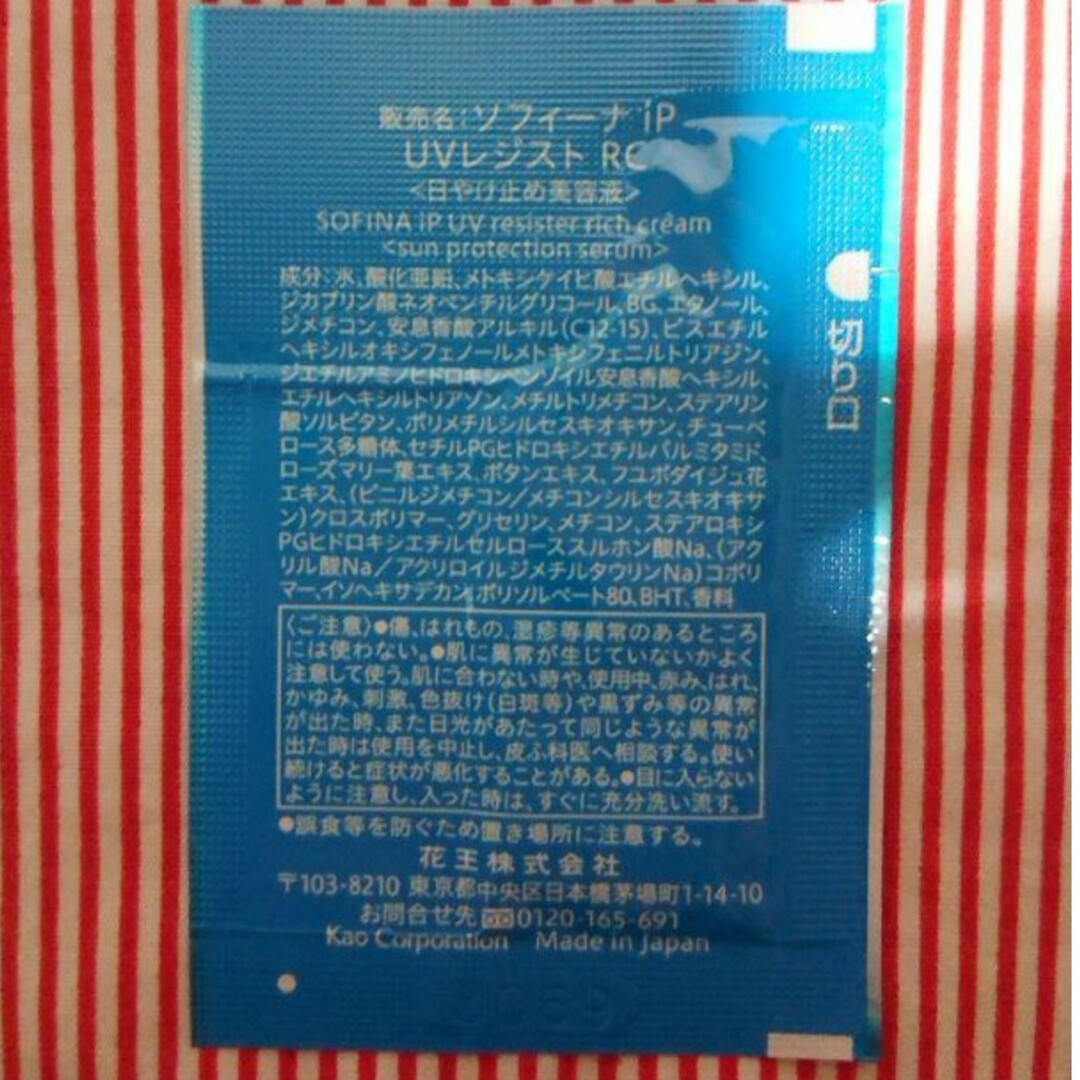 販売名:ソフィーナ iP
UVレジスト RC
<日やけ止め美容液>
SOFINA iP UV resister rich cream
<sun protection serum>
成分:水、酸化亜鉛、メトキシケイヒ酸エチルヘキシル、
ジカプリン酸ネオペンチルグリコール、BG、エタノール、
ジメチコン、安息香酸アルキル(C12-15)、ビスエチル
ヘキシルオキシフェノールメトキシフェニルトリアジン、
ジエチルアミノヒドロキシベンゾイル安息香酸ヘキシル、
エチルヘキシルトリアゾン、メチルトリメチコン、ステアリン
酸ソルビタン、ポリメチルシルセスキオキサン、チューベ
ローズ多糖体、セチルPGヒドロキシエチルパルミタミド、
ローズマリー葉エキス、ボタンエキス、フユボダイジュ花
エキス、(ビニルジメチコン/メチコンシルセスキオキサ
ン)クロスポリマー、グリセリン、メチコン、ステアロキシ
PGヒドロキシエチルセルローススルホン酸Na、(アク
リル酸Na/アクリロイルジメチルタウリンNa)コポリ
マー、イソヘキサデカン、ポリソルベート80、BHT、香料
〈ご注意〉●傷、はれもの、湿疹等異常のあるところ
には使わない。●肌に異常が生じていないかよく
注意して使う。肌に合わない時や、使用中、赤み、はれ、
かゆみ、刺激、色抜け(白斑等)や黒ずみ等の異常
が出た時、また日光があたって同じような異常が
出た時は使用を中止し、皮ふ科医へ相談する。使い
続けると症状が悪化することがある。●目に入らない
ように注意し、入った時は、すぐに充分洗い流す。
●誤食等を防ぐため置き場所に注意する。
花王株式会社
〒103-8210 東京都中央区日本橋茅場町1-14-10
お問合せ先 0120-165-691
Kao Corporation Made in Japan
切り口